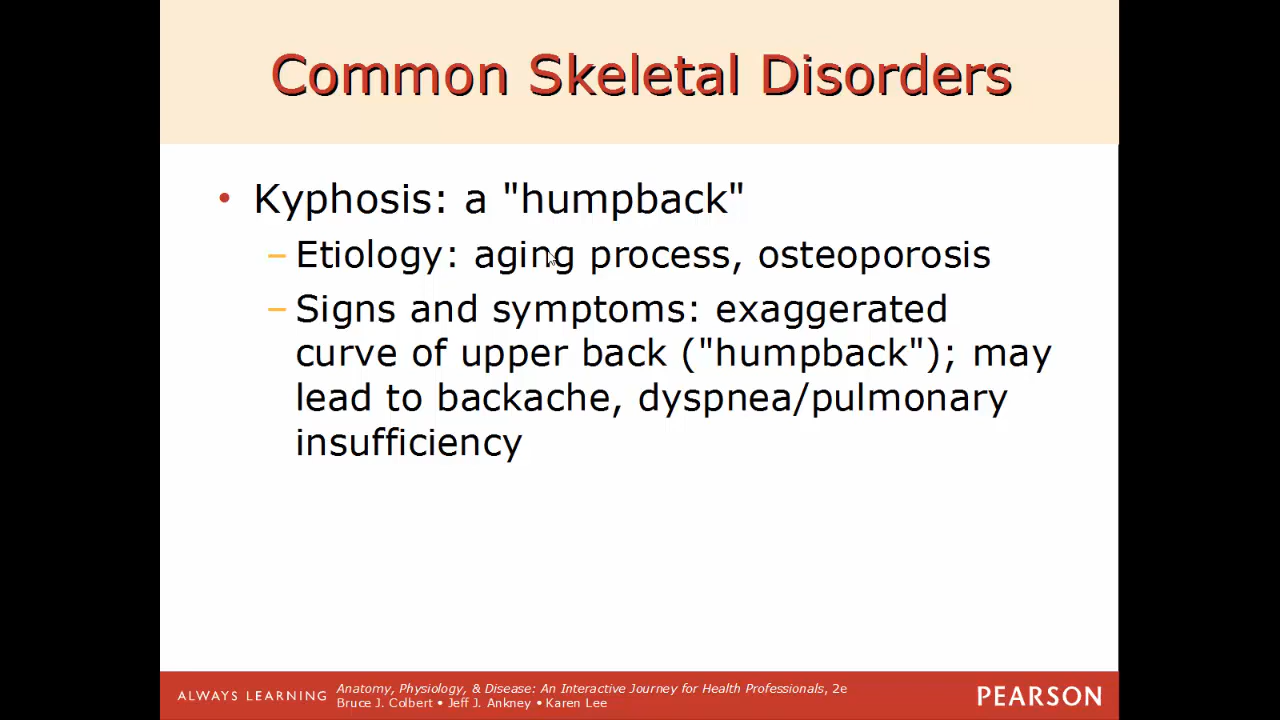 Common Skeletal Disorders
• Kyphosis: a "humpback"
– Etiology: aging process, osteoporosis
– Signs and symptoms: exaggerated
curve of upper back ("humpback"); may
lead to backache, dyspnea/pulmonary
insufficiency
ALWAYS LEARNING
Anatomy, Physiology, & Disease: An Interactive Journey for Health Professionals, 2e
Bruce J. Colbert • Jeff J. Ankney • Karen Lee
PEARSON